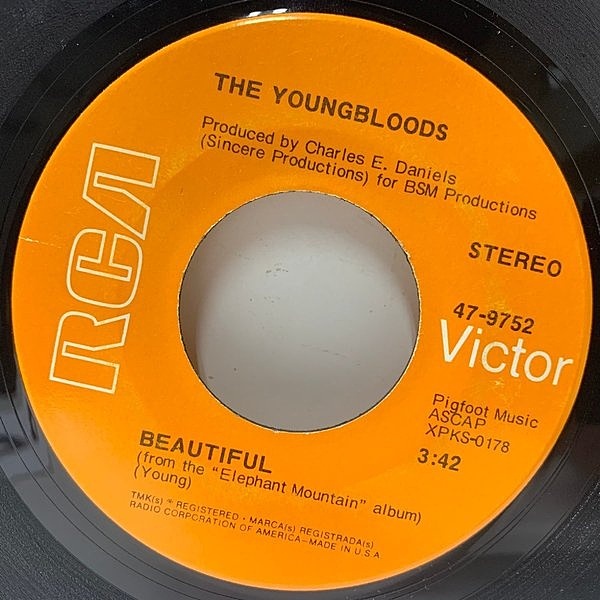 THE YOUNGBLOODS
Produced by Charles E. Daniels
(Sincere Productions) for BSM Productions
RCA
STEREO
47-9752
Victor
Pigfoot Music
ASCAP
XPKS-0178
3:42
BEAUTIFUL
(from the "Elephant Mountain" album)
(Young)
TMK(s) ® REGISTERED • MARCA(s) REGISTRADA(s)
RADIO CORPORATION OF AMERICA—MADE IN U.S.A